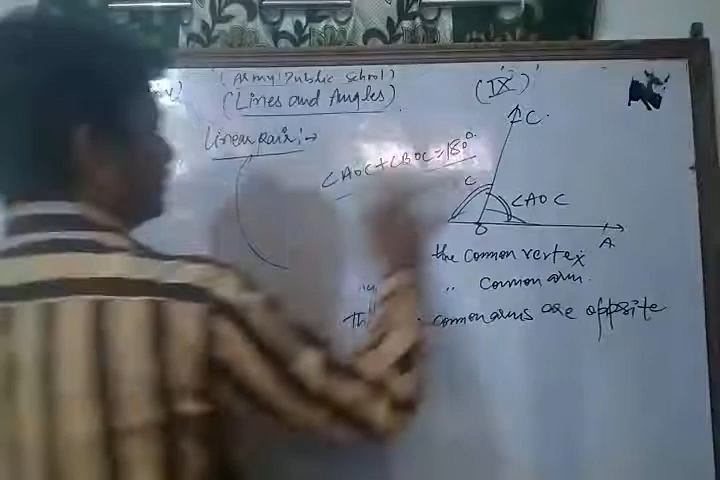 (Army Public School)
(IX)
(Lines and Angles)
Linear pair:→
∠AOC+∠BOC=180°
C
C
∠AOC
O
A
the common vertex
" common arm.
common arms are opposite